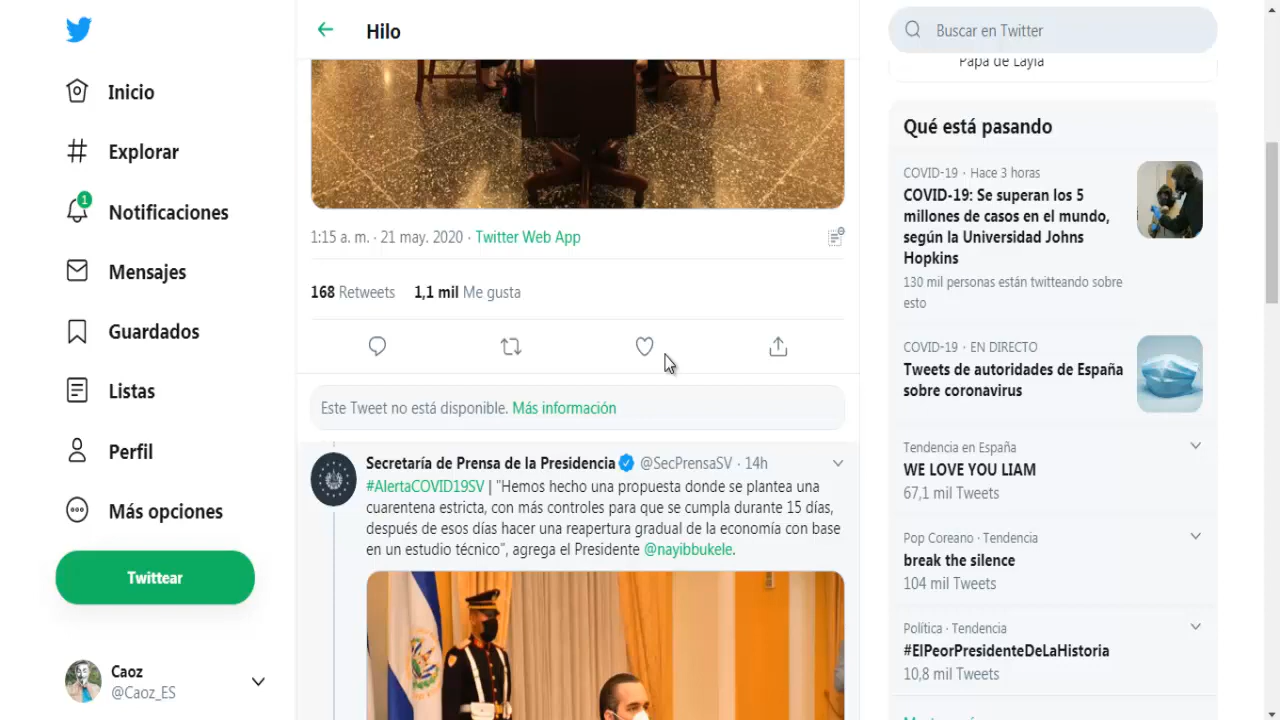 Inicio
Explorar
1
Notificaciones
Mensajes
Guardados
Listas
Perfil
Más opciones
Twittear
Caoz
@Caoz_ES
Hilo
1:15 a. m. · 21 may. 2020 · Twitter Web App
168 Retweets 1,1 mil Me gusta
Este Tweet no está disponible. Más información
Secretaría de Prensa de la Presidencia @SecPrensaSV · 14h
#AlertaCOVID19SV | "Hemos hecho una propuesta donde se plantea una
cuarentena estricta, con más controles para que se cumpla durante 15 días,
después de esos días hacer una reapertura gradual de la economía con base
en un estudio técnico", agrega el Presidente @nayibbukele.
Buscar en Twitter
Papa de Layla
Qué está pasando
COVID-19 · Hace 3 horas
COVID-19: Se superan los 5
millones de casos en el mundo,
según la Universidad Johns
Hopkins
130 mil personas están twitteando sobre
esto
COVID-19 · EN DIRECTO
Tweets de autoridades de España
sobre coronavirus
Tendencia en España
WE LOVE YOU LIAM
67,1 mil Tweets
Pop Coreano · Tendencia
break the silence
104 mil Tweets
Política · Tendencia
#ElPeorPresidenteDeLaHistoria
10,8 mil Tweets